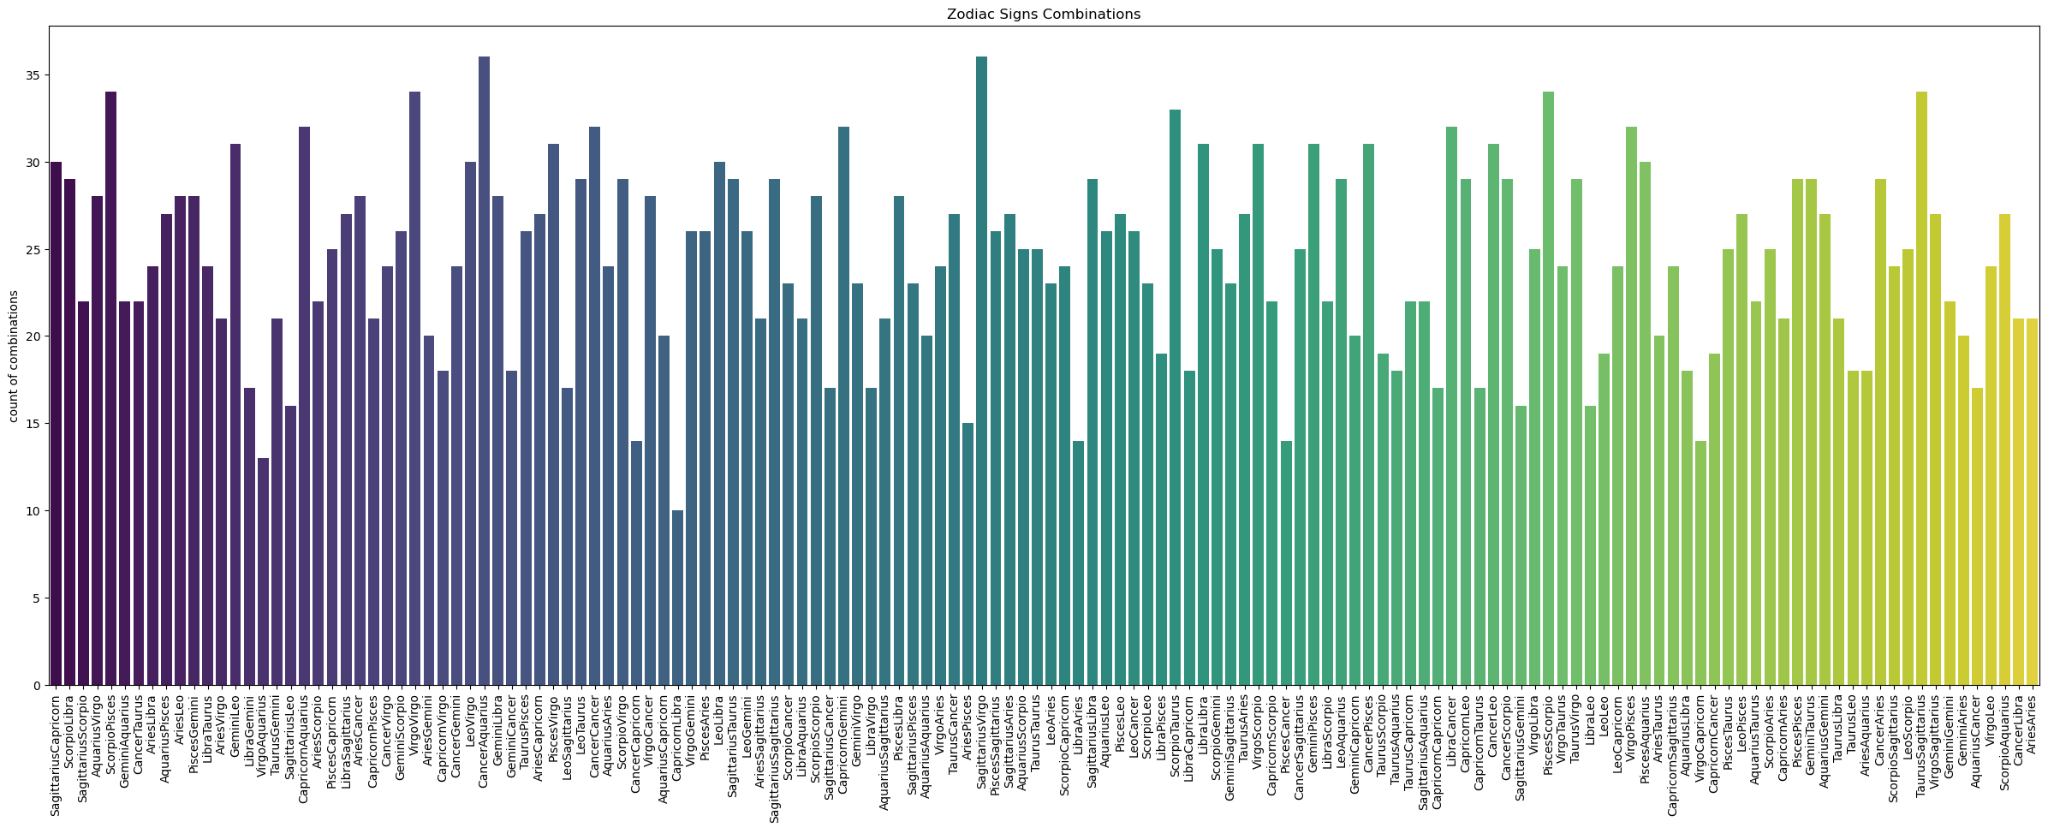 Zodiac Signs Combinations
count of combinations
35
30
25
20
15
10
5
0
SagittariusCapricorn
ScorpioLibra
SagittariusScorpio
AquariusVirgo
ScorpioPisces
GeminiAquarius
CancerTaurus
AriesLibra
AquariusPisces
AriesLeo
PiscesGemini
LibraTaurus
AriesVirgo
GeminiLeo
LibraGemini
VirgoAquarius
TaurusGemini
SagittariusLeo
CapricornAquarius
AriesScorpio
PiscesCapricorn
LibraSagittarius
AriesCancer
CapricornPisces
CancerVirgo
GeminiScorpio
VirgoVirgo
AriesGemini
CapricornVirgo
CancerGemini
LeoVirgo
CancerAquarius
GeminiLibra
GeminiCancer
TaurusPisces
AriesCapricorn
PiscesVirgo
LeoSagittarius
LeoTaurus
CancerCancer
AquariusAries
ScorpioVirgo
CancerCapricorn
VirgoCancer
AquariusCapricorn
CapricornLibra
VirgoGemini
PiscesAries
LeoLibra
SagittariusTaurus
LeoGemini
AriesSagittarius
SagittariusSagittarius
ScorpioCancer
LibraAquarius
ScorpioScorpio
SagittariusCancer
CapricornGemini
GeminiVirgo
LibraVirgo
AquariusSagittarius
PiscesLibra
SagittariusPisces
AquariusAquarius
VirgoAries
TaurusCancer
AriesPisces
SagittariusVirgo
PiscesSagittarius
SagittariusAries
AquariusScorpio
TaurusTaurus
LeoAries
ScorpioCapricorn
LibraAries
SagittariusLibra
AquariusLeo
PiscesLeo
LeoCancer
ScorpioLeo
LibraPisces
ScorpioTaurus
LibraCapricorn
LibraLibra
ScorpioGemini
GeminiSagittarius
TaurusAries
VirgoScorpio
CapricornScorpio
PiscesCancer
CancerSagittarius
GeminiPisces
LibraScorpio
LeoAquarius
GeminiCapricorn
CancerPisces
TaurusScorpio
TaurusAquarius
TaurusCapricorn
SagittariusAquarius
CapricornCapricorn
LibraCancer
CapricornLeo
CapricornTaurus
CancerLeo
CancerScorpio
SagittariusGemini
VirgoLibra
PiscesScorpio
VirgoTaurus
TaurusVirgo
LibraLeo
LeoLeo
LeoCapricorn
VirgoPisces
PiscesAquarius
AriesTaurus
CapricornSagittarius
AquariusLibra
VirgoCapricorn
CapricornCancer
PiscesTaurus
LeoPisces
AquariusTaurus
ScorpioAries
CapricornAries
PiscesPisces
GeminiTaurus
AquariusGemini
TaurusLibra
TaurusLeo
AriesAquarius
CancerAries
ScorpioSagittarius
LeoScorpio
TaurusSagittarius
VirgoSagittarius
GeminiGemini
GeminiAries
AquariusCancer
VirgoLeo
ScorpioAquarius
CancerLibra
AriesAries